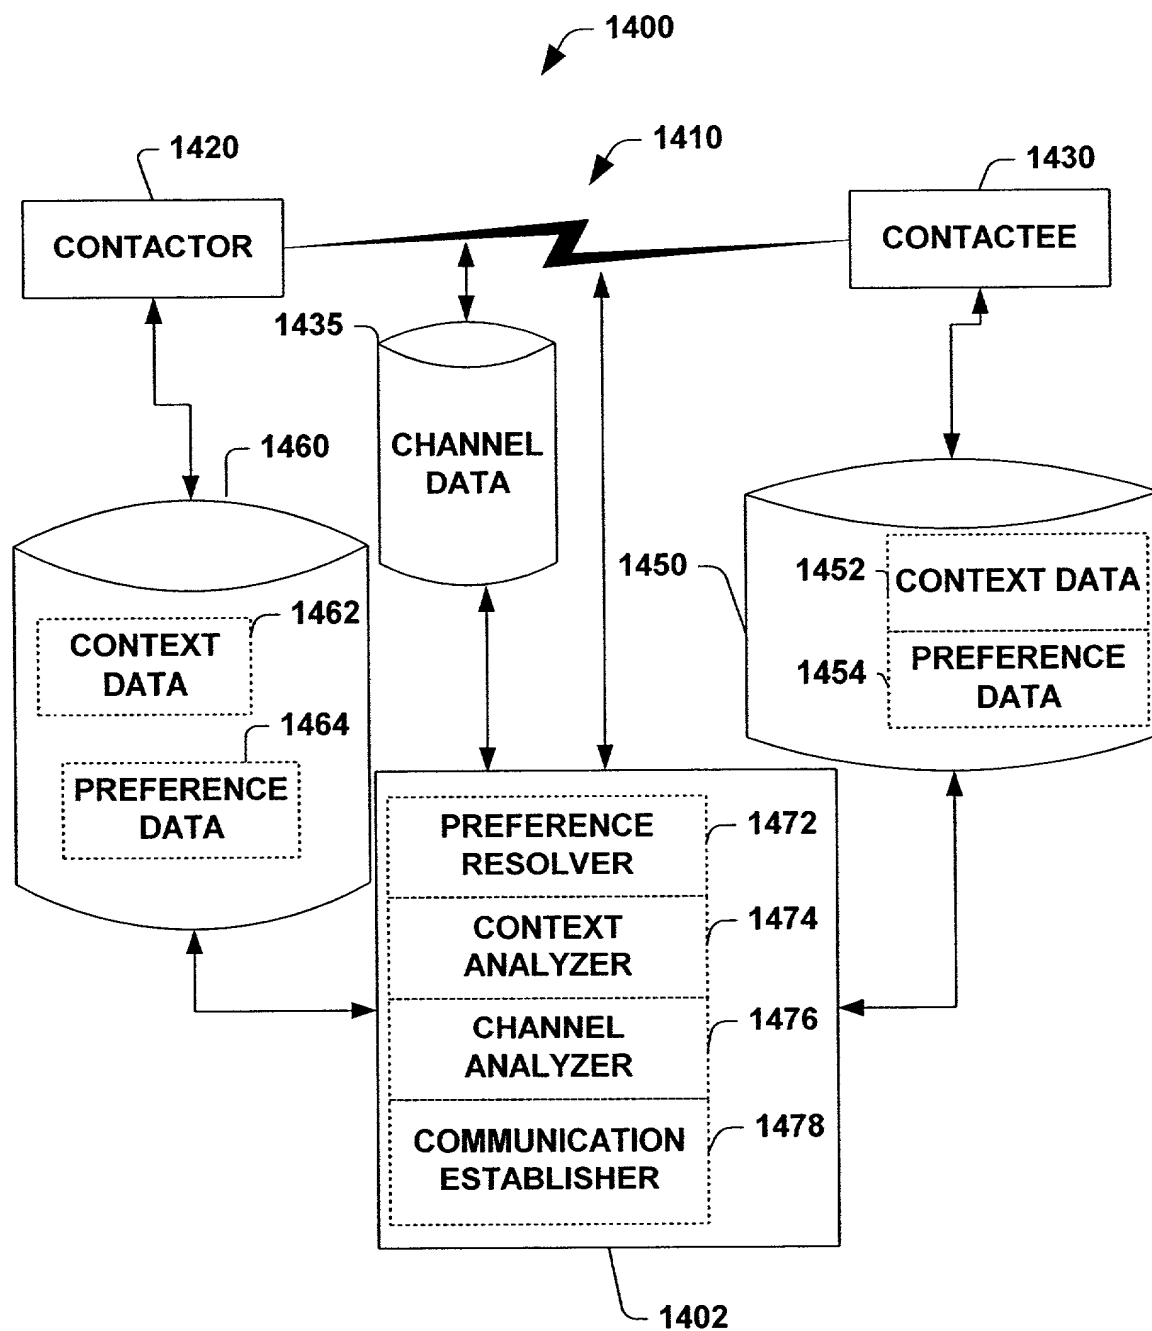 1400
1410
1420
1430
CONTACTOR
CONTACTEE
1435
CHANNEL
DATA
1460
1450
1452
CONTEXT DATA
1454
PREFERENCE
DATA
1462
CONTEXT
DATA
1464
PREFERENCE
DATA
PREFERENCE
RESOLVER
1472
CONTEXT
ANALYZER
1474
CHANNEL
ANALYZER
1476
COMMUNICATION
ESTABLISHER
1478
1402